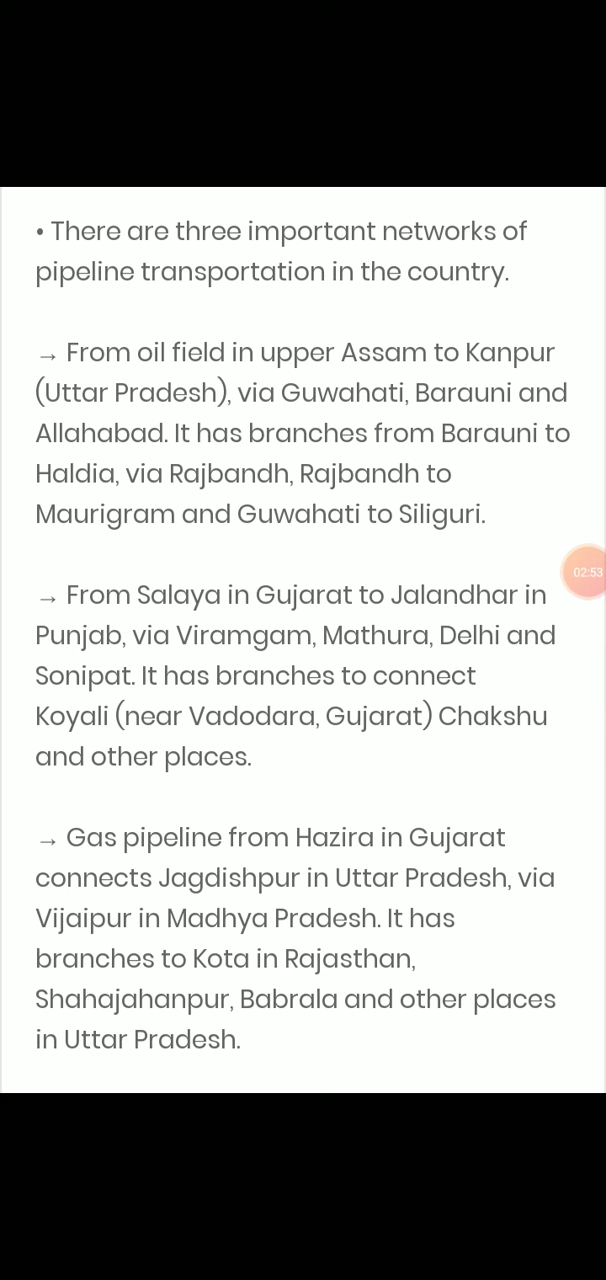 • There are three important networks of
pipeline transportation in the country.
→ From oil field in upper Assam to Kanpur
(Uttar Pradesh), via Guwahati, Barauni and
Allahabad. It has branches from Barauni to
Haldia, via Rajbandh, Rajbandh to
Maurigram and Guwahati to Siliguri.
→ From Salaya in Gujarat to Jalandhar in
Punjab, via Viramgam, Mathura, Delhi and
Sonipat. It has branches to connect
Koyali (near Vadodara, Gujarat) Chakshu
and other places.
→ Gas pipeline from Hazira in Gujarat
connects Jagdishpur in Uttar Pradesh, via
Vijaipur in Madhya Pradesh. It has
branches to Kota in Rajasthan,
Shahajahanpur, Babrala and other places
in Uttar Pradesh.
02:53